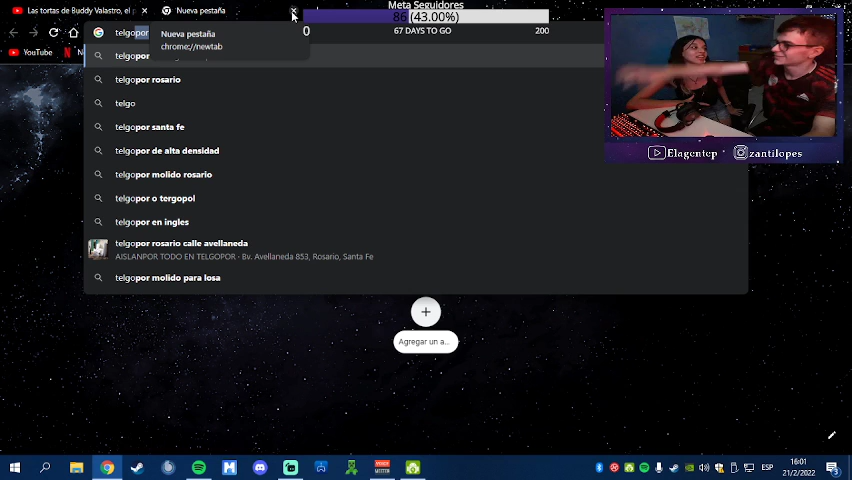 Las tortas de Buddy Valastro, el pe
Nueva pestaña
Meta Seguidores
86 (43.00%)
0
67 DAYS TO GO
200
telgopor
Nueva pestaña
chrome://newtab
YouTube
N
telgopor
telgopor rosario
telgo
telgopor santa fe
telgopor de alta densidad
telgopor molido rosario
telgopor o tergopol
telgopor en ingles
telgopor rosario calle avellaneda
AISLANPOR TODO EN TELGOPOR · Bv. Avellaneda 853, Rosario, Santa Fe
telgopor molido para losa
Agregar un a...
Elagentep
zantilopes
ESP
16:01
21/2/2022
3